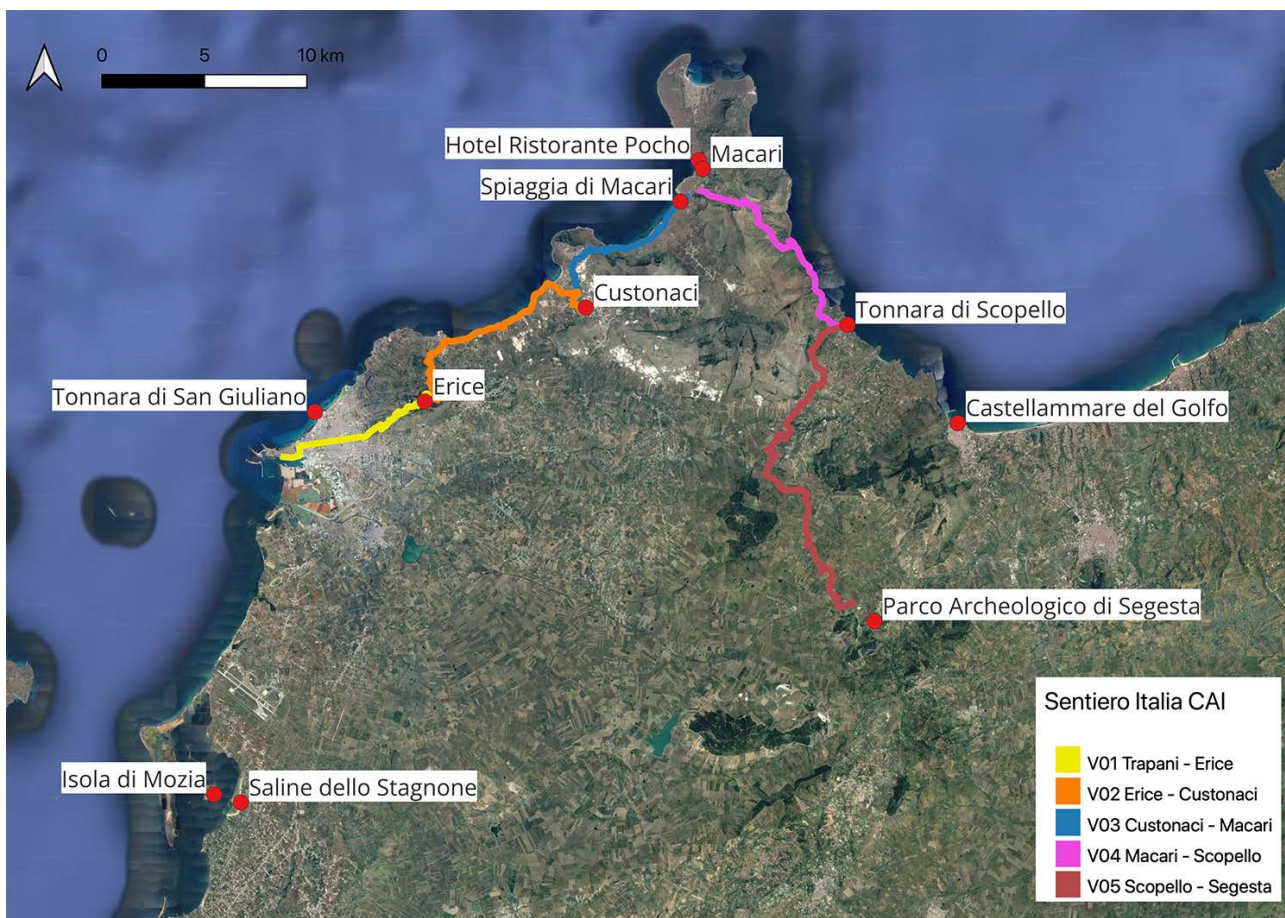 0 5 10 km
Hotel Ristorante Pocho
Macari
Spiaggia di Macari
Custonaci
Tonnara di Scopello
Erice
Tonnara di San Giuliano
Castellammare del Golfo
Parco Archeologico di Segesta
Isola di Mozia
Saline dello Stagnone
Sentiero Italia CAI
V01 Trapani - Erice
V02 Erice - Custonaci
V03 Custonaci - Macari
V04 Macari - Scopello
V05 Scopello - Segesta